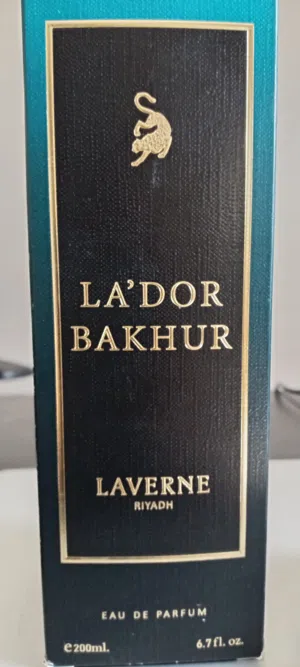 LA'DOR
BAKHUR
LAVERNE
RIYADH
EAU DE PARFUM
℮200ml. 6.7 fl. oz.